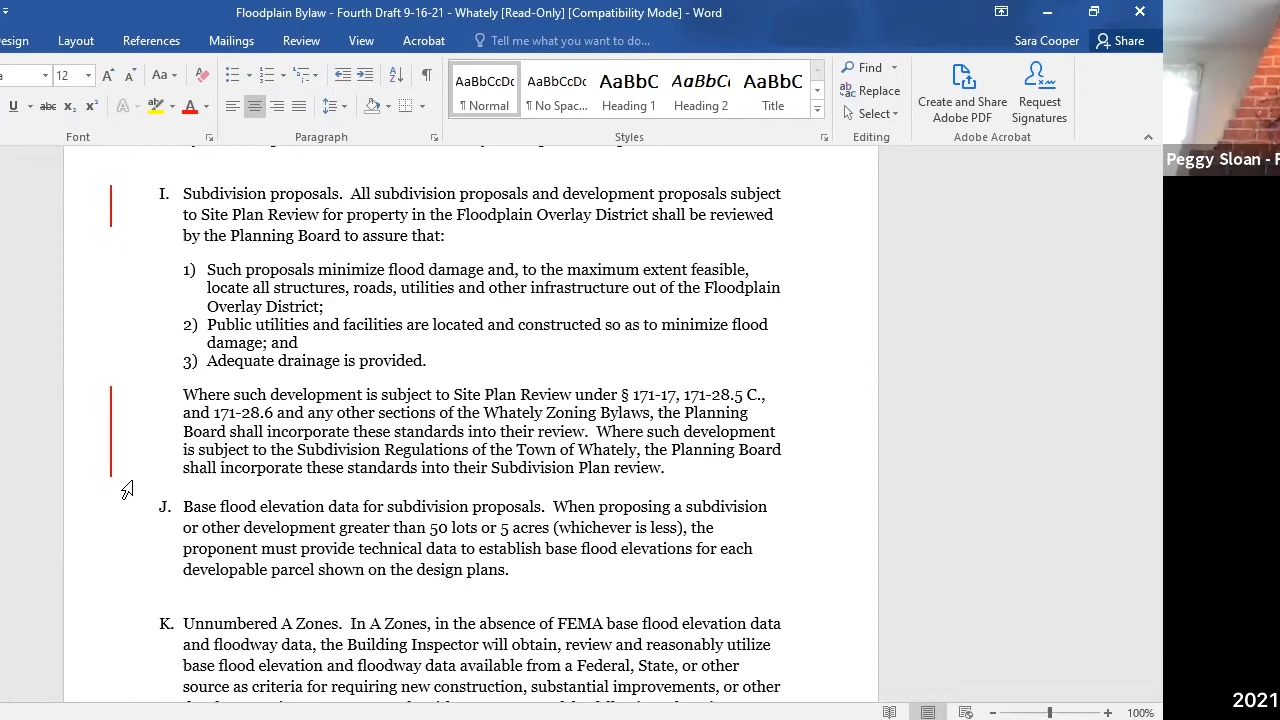 Floodplain Bylaw - Fourth Draft 9-16-21 - Whately [Read-Only] [Compatibility Mode] - Word
esign Layout References Mailings Review View Acrobat Tell me what you want to do... Sara Cooper Share
a 12 Aa AaBbCcDc AaBbCcDc AaBbC AaBbCc AaBbC Find
U abc X₂ X² A ab A ¶ Normal ¶ No Spac... Heading 1 Heading 2 Title Replace Create and Share Request
Select Adobe PDF Signatures
Font Paragraph Styles Editing Adobe Acrobat
Peggy Sloan - F
I. Subdivision proposals. All subdivision proposals and development proposals subject
to Site Plan Review for property in the Floodplain Overlay District shall be reviewed
by the Planning Board to assure that:
1) Such proposals minimize flood damage and, to the maximum extent feasible,
locate all structures, roads, utilities and other infrastructure out of the Floodplain
Overlay District;
2) Public utilities and facilities are located and constructed so as to minimize flood
damage; and
3) Adequate drainage is provided.
Where such development is subject to Site Plan Review under § 171-17, 171-28.5 C.,
and 171-28.6 and any other sections of the Whately Zoning Bylaws, the Planning
Board shall incorporate these standards into their review. Where such development
is subject to the Subdivision Regulations of the Town of Whately, the Planning Board
shall incorporate these standards into their Subdivision Plan review.
J. Base flood elevation data for subdivision proposals. When proposing a subdivision
or other development greater than 50 lots or 5 acres (whichever is less), the
proponent must provide technical data to establish base flood elevations for each
developable parcel shown on the design plans.
K. Unnumbered A Zones. In A Zones, in the absence of FEMA base flood elevation data
and floodway data, the Building Inspector will obtain, review and reasonably utilize
base flood elevation and floodway data available from a Federal, State, or other
source as criteria for requiring new construction, substantial improvements, or other
2021
100%